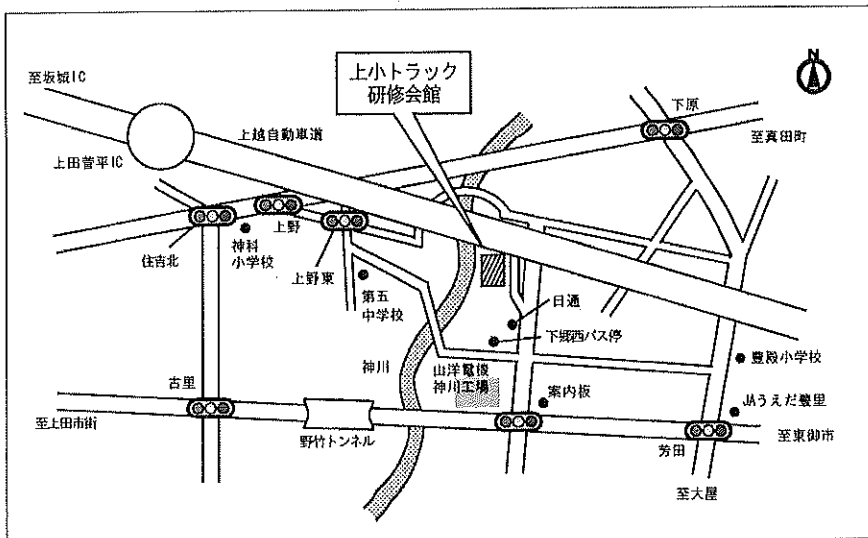 N
上小トラック
研修会館
至坂城IC
上田菅平IC
上越自動車道
下原
至真田町
住吉北
神科
小学校
上野
上野東
第五
中学校
日通
下郷西バス停
神川
山洋電機
神川工場
案内板
豊殿小学校
JAうえだ豊里
古里
至上田市街
野竹トンネル
芳田
至東御市
至大屋